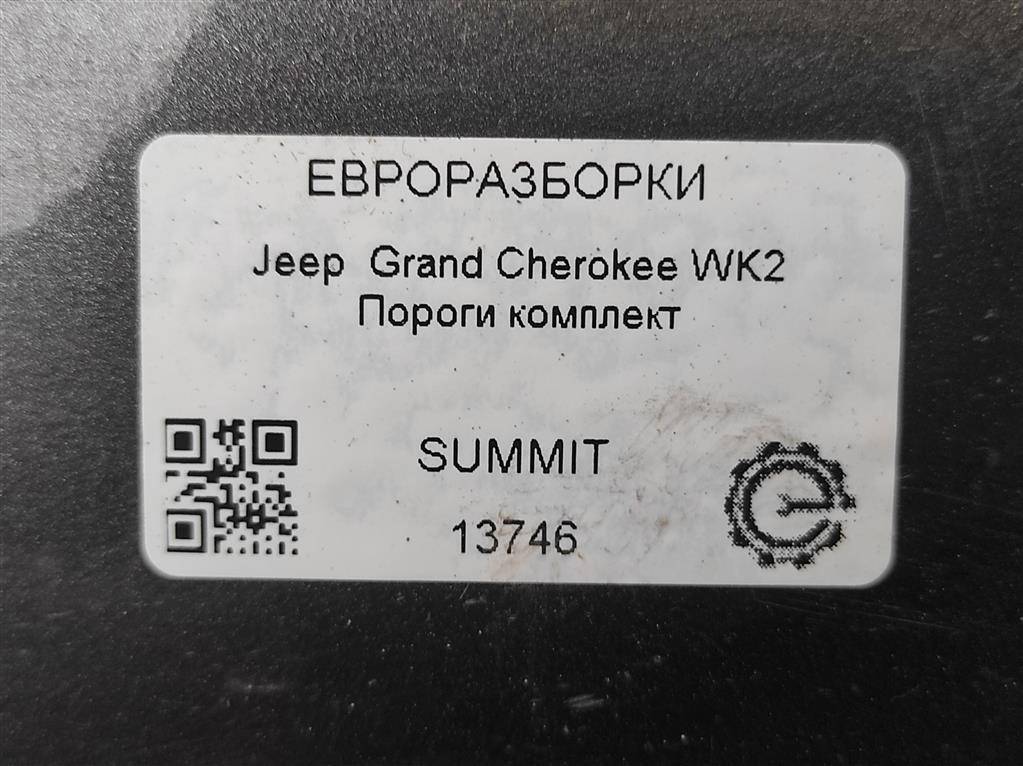 ЕВРОРАЗБОРКИ
Jeep Grand Cherokee WK2
Пороги комплект
SUMMIT
13746